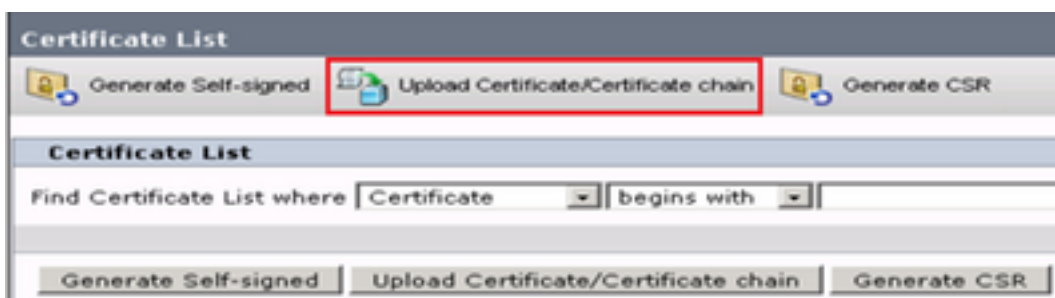 Certificate List
Generate Self-signed Upload Certificate/Certificate chain Generate CSR
Certificate List
Find Certificate List where Certificate begins with
Generate Self-signed Upload Certificate/Certificate chain Generate CSR